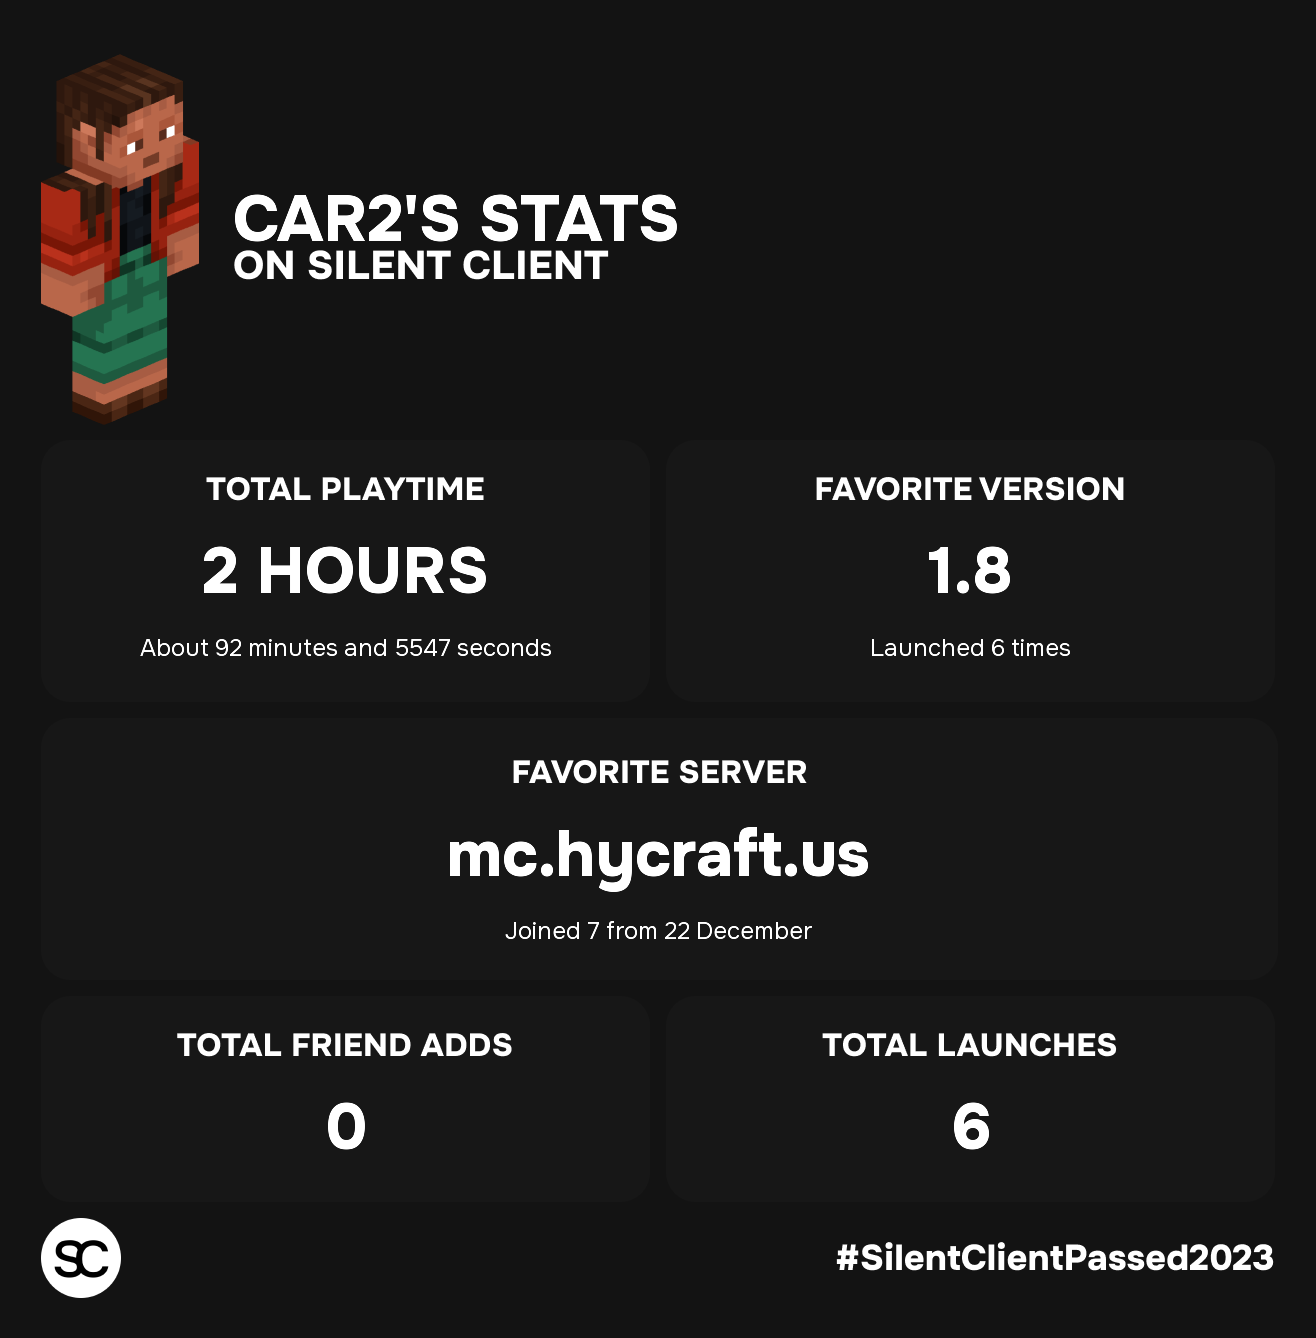 CAR2'S STATS
ON SILENT CLIENT
TOTAL PLAYTIME
2 HOURS
About 92 minutes and 5547 seconds
FAVORITE VERSION
1.8
Launched 6 times
FAVORITE SERVER
mc.hycraft.us
Joined 7 from 22 December
TOTAL FRIEND ADDS
0
TOTAL LAUNCHES
6
SC
#SilentClientPassed2023